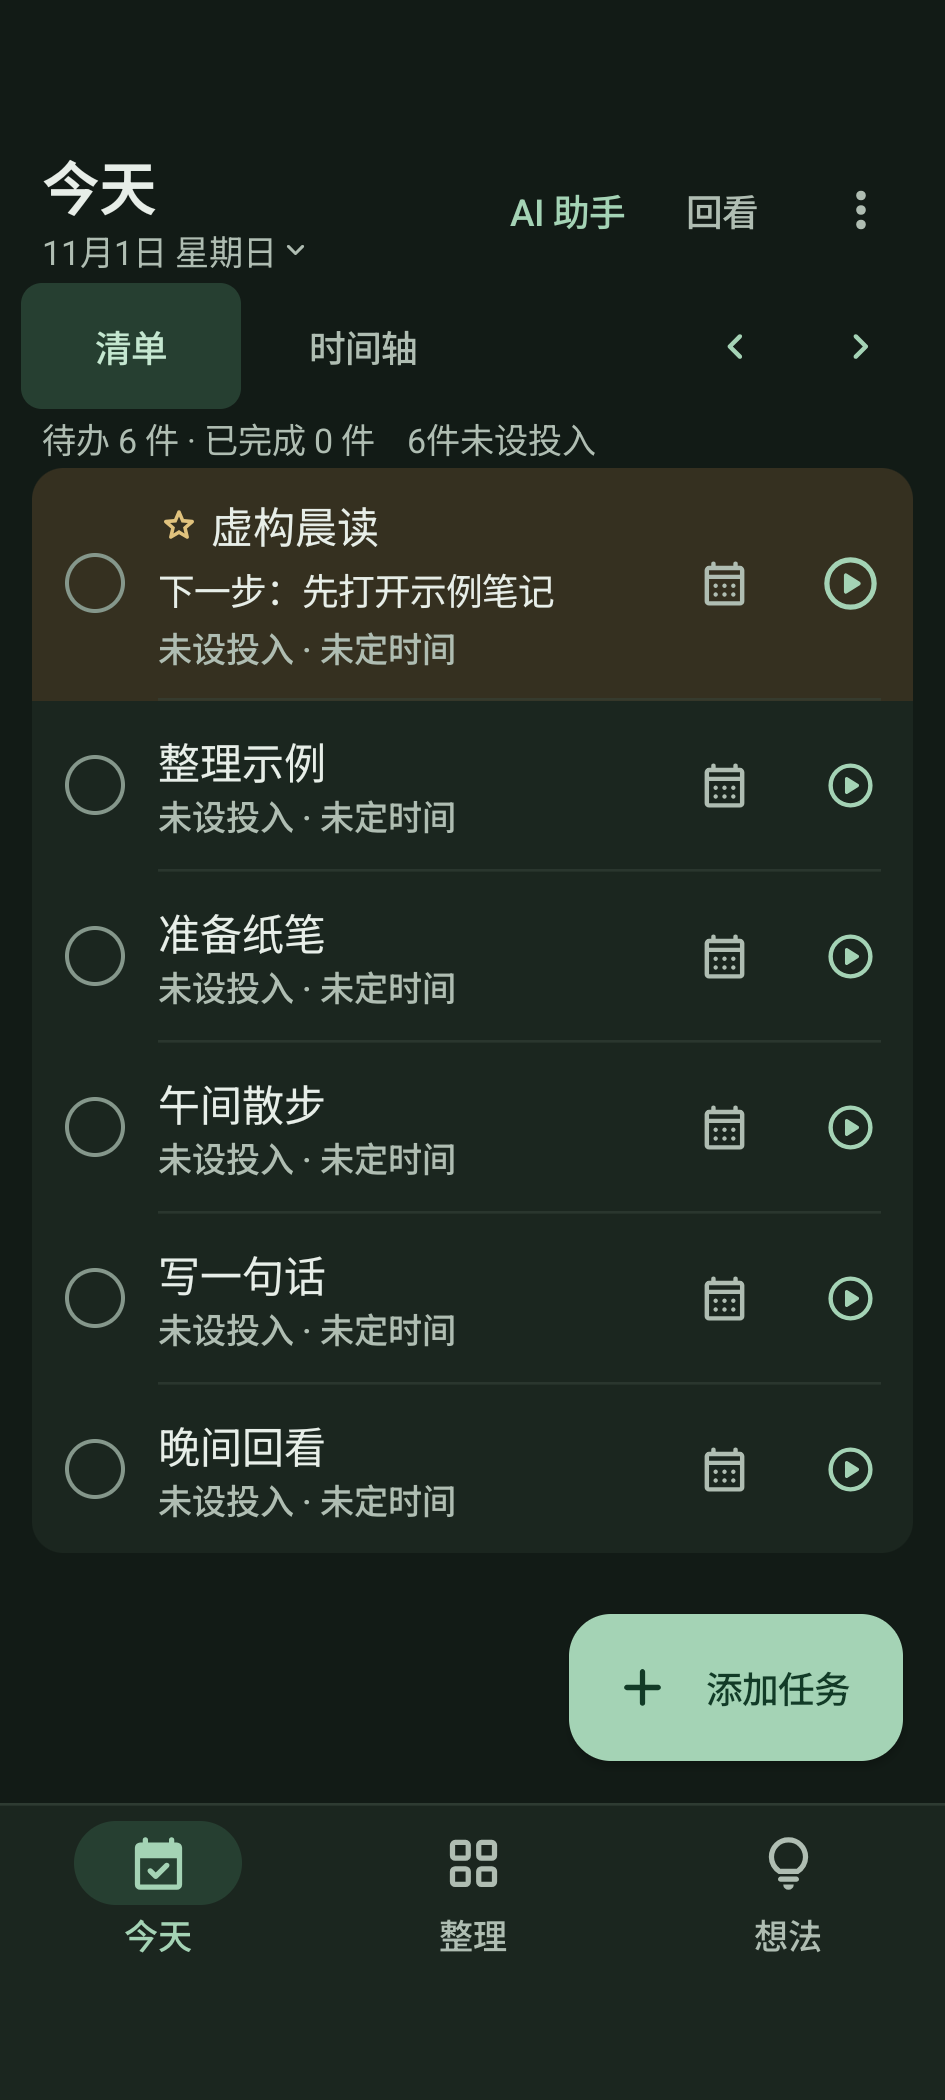 今天
AI 助手
回看
11月1日 星期日
清单
时间轴
待办 6 件 · 已完成 0 件 6件未设投入
虚构晨读
下一步：先打开示例笔记
未设投入 · 未定时间
整理示例
未设投入 · 未定时间
准备纸笔
未设投入 · 未定时间
午间散步
未设投入 · 未定时间
写一句话
未设投入 · 未定时间
晚间回看
未设投入 · 未定时间
添加任务
今天
整理
想法